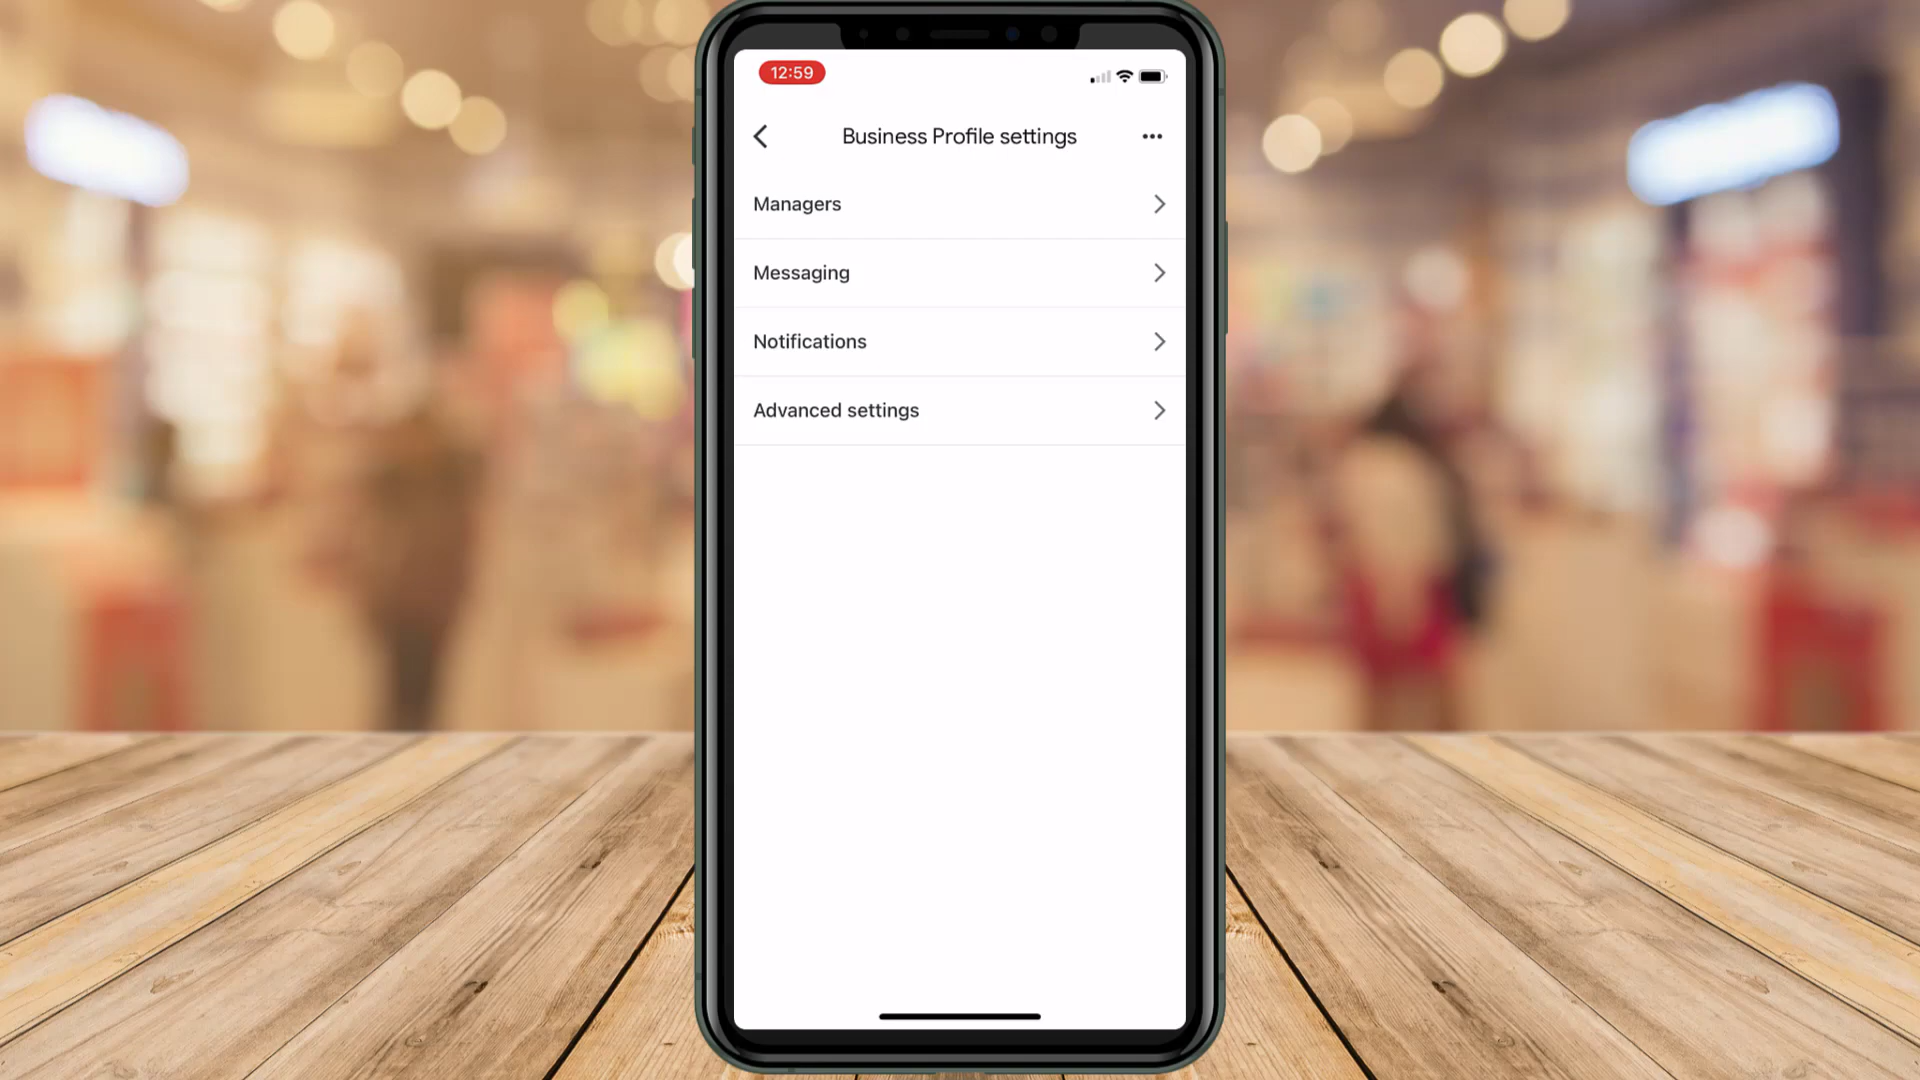 12:59
Business Profile settings
Managers
Messaging
Notifications
Advanced settings